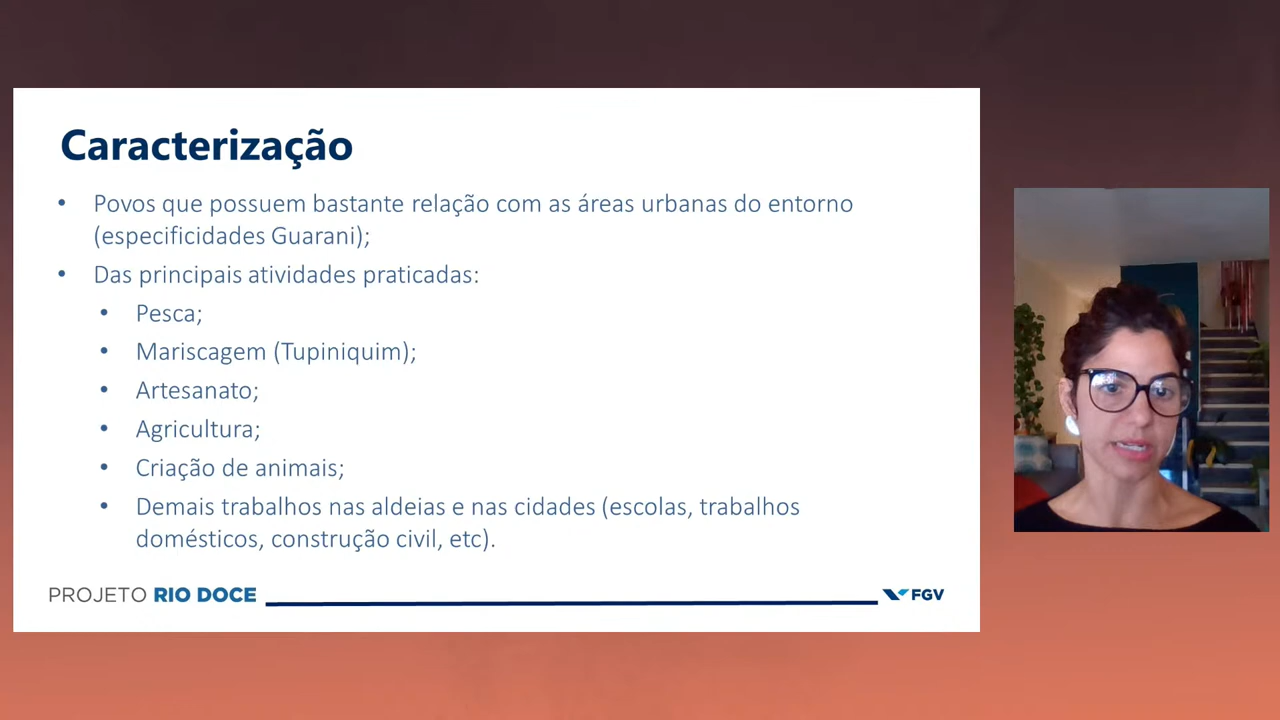 Caracterização
• Povos que possuem bastante relação com as áreas urbanas do entorno
(especificidades Guarani);
• Das principais atividades praticadas:
• Pesca;
• Mariscagem (Tupiniquim);
• Artesanato;
• Agricultura;
• Criação de animais;
• Demais trabalhos nas aldeias e nas cidades (escolas, trabalhos
domésticos, construção civil, etc).
PROJETO RIO DOCE
FGV